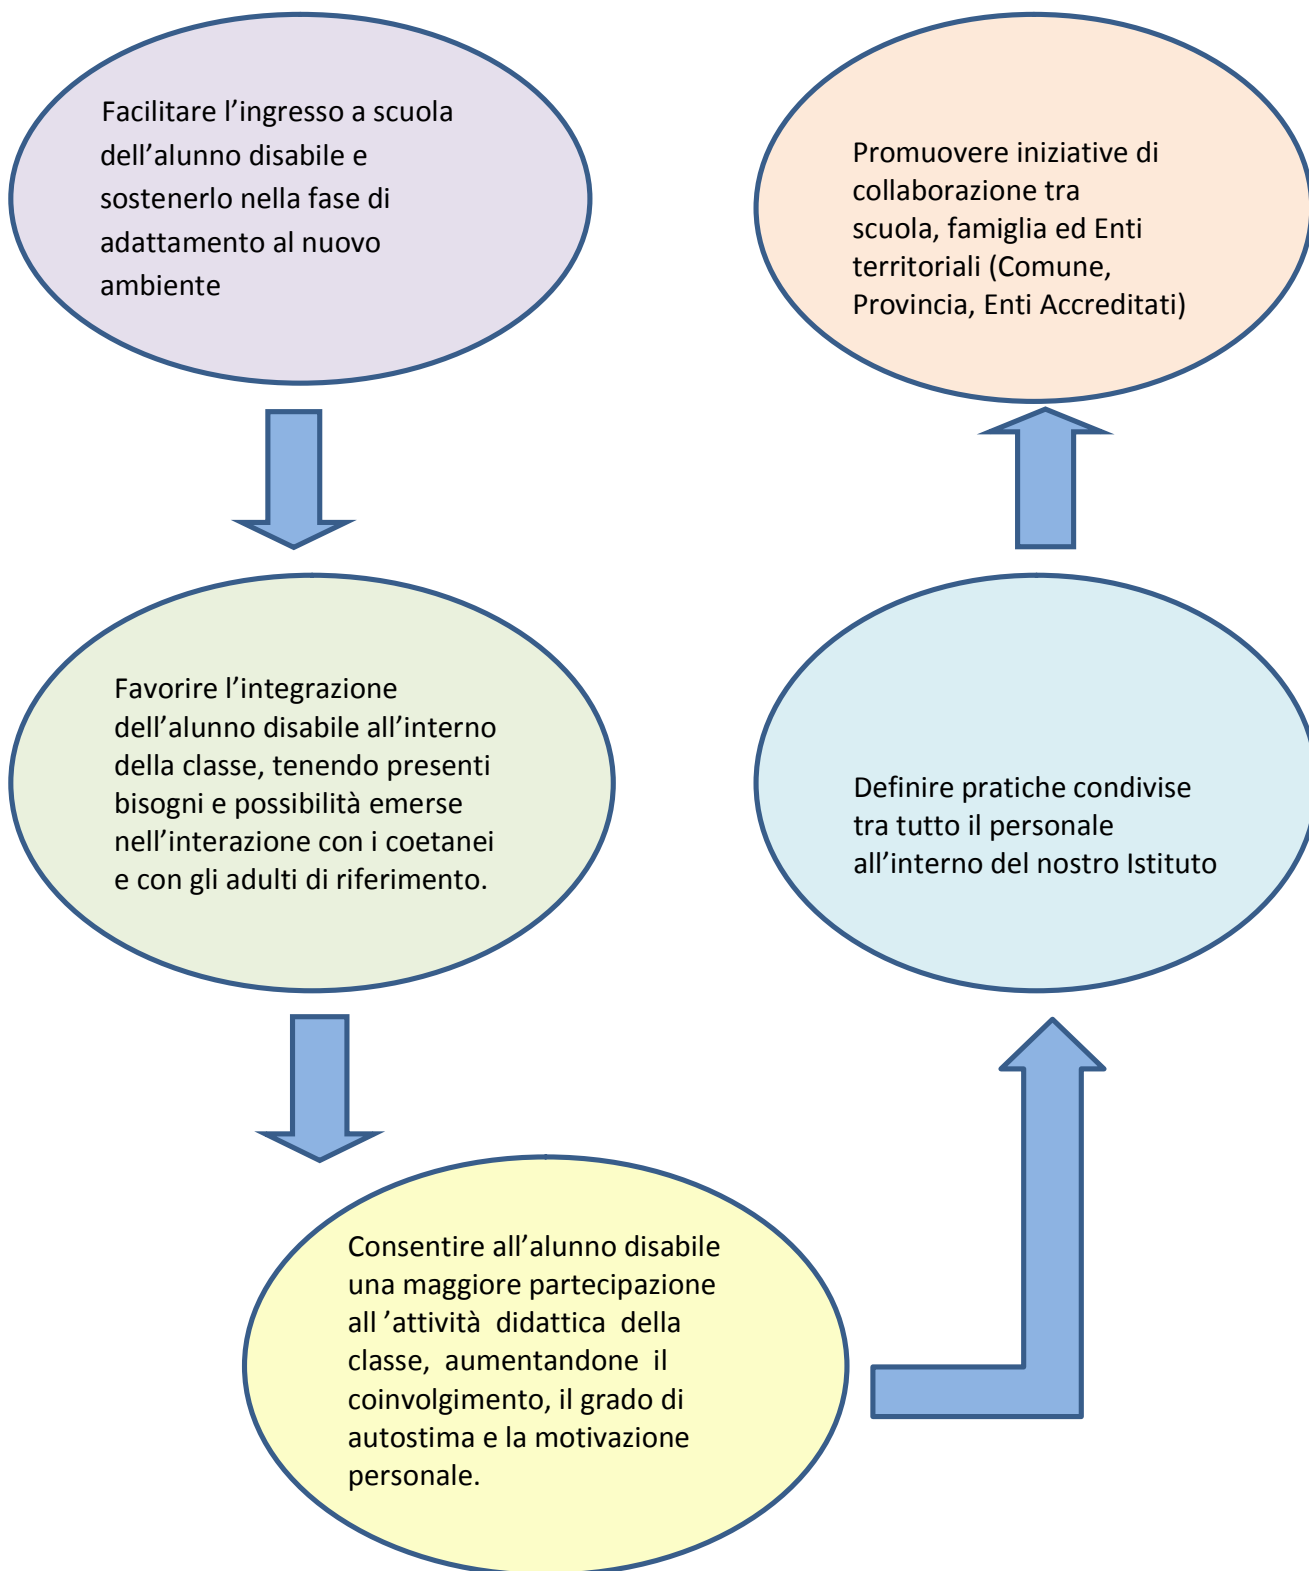 Facilitare l’ingresso a scuola
dell’alunno disabile e
sostenerlo nella fase di
adattamento al nuovo
ambiente
Favorire l’integrazione
dell’alunno disabile all’interno
della classe, tenendo presenti
bisogni e possibilità emerse
nell’interazione con i coetanei
e con gli adulti di riferimento.
Consentire all’alunno disabile
una maggiore partecipazione
all ’attività didattica della
classe, aumentandone il
coinvolgimento, il grado di
autostima e la motivazione
personale.
Definire pratiche condivise
tra tutto il personale
all’interno del nostro Istituto
Promuovere iniziative di
collaborazione tra
scuola, famiglia ed Enti
territoriali (Comune,
Provincia, Enti Accreditati)